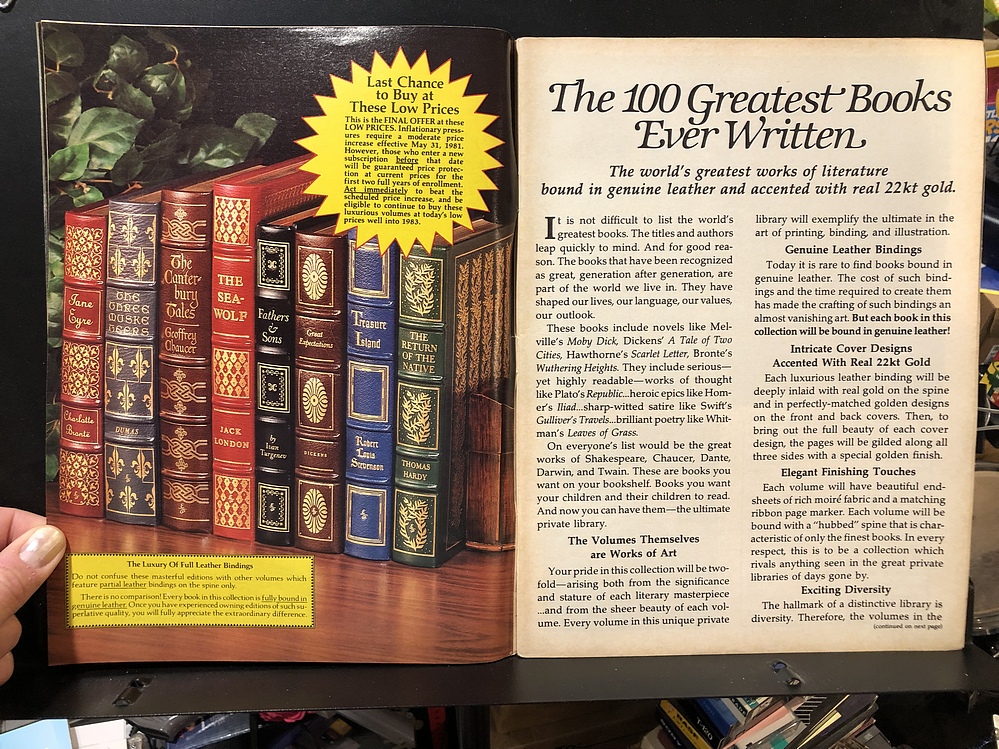 Last Chance
to Buy at
These Low Prices
This is the FINAL OFFER at these
LOW PRICES. Inflationary press-
ures require a moderate price
increase effective May 31, 1981.
However, those who enter a new
subscription before that date
will be guaranteed price protec-
tion at current prices for the
first two full years of enrollment.
Act immediately to beat the
scheduled price increase, and be
eligible to continue to buy these
luxurious volumes at today's low
prices well into 1983.
Jane
Eyre
Charlotte
Brontë
THE
THREE
MUSKE
TEERS
DUMAS
The
Canter-
bury
Tales
Geoffrey
Chaucer
THE
SEA-
WOLF
JACK
LONDON
Fathers
&
Sons
by
Ivan
Turgenev
Great
Expectations
DICKENS
Treasure
Island
Robert
Louis
Stevenson
THE
RETURN
OF THE
NATIVE
THOMAS
HARDY
The Luxury Of Full Leather Bindings
Do not confuse these masterful editions with other volumes which
feature partial leather bindings on the spine only.
There is no comparison! Every book in this collection is fully bound in
genuine leather. Once you have experienced owning editions of such su-
perlative quality, you will fully appreciate the extraordinary difference.
The 100 Greatest Books
Ever Written
The world's greatest works of literature
bound in genuine leather and accented with real 22kt gold.
It is not difficult to list the world's
greatest books. The titles and authors
leap quickly to mind. And for good rea-
son. The books that have been recognized
as great, generation after generation, are
part of the world we live in. They have
shaped our lives, our language, our values,
our outlook.
These books include novels like Mel-
ville's Moby Dick, Dickens' A Tale of Two
Cities, Hawthorne's Scarlet Letter, Bronte's
Wuthering Heights. They include serious—
yet highly readable—works of thought
like Plato's Republic...heroic epics like Hom-
er's Iliad...sharp-witted satire like Swift's
Gulliver's Travels...brilliant poetry like Whit-
man's Leaves of Grass.
On everyone's list would be the great
works of Shakespeare, Chaucer, Dante,
Darwin, and Twain. These are books you
want on your bookshelf. Books you want
your children and their children to read.
And now you can have them—the ultimate
private library.
The Volumes Themselves
are Works of Art
Your pride in this collection will be two-
fold—arising both from the significance
and stature of each literary masterpiece
...and from the sheer beauty of each vol-
ume. Every volume in this unique private
library will exemplify the ultimate in the
art of printing, binding, and illustration.
Genuine Leather Bindings
Today it is rare to find books bound in
genuine leather. The cost of such bind-
ings and the time required to create them
has made the crafting of such bindings an
almost vanishing art. But each book in this
collection will be bound in genuine leather!
Intricate Cover Designs
Accented With Real 22kt Gold
Each luxurious leather binding will be
deeply inlaid with real gold on the spine
and in perfectly-matched golden designs
on the front and back covers. Then, to
bring out the full beauty of each cover
design, the pages will be gilded along all
three sides with a special golden finish.
Elegant Finishing Touches
Each volume will have beautiful end-
sheets of rich moiré fabric and a matching
ribbon page marker. Each volume will be
bound with a "hubbed" spine that is char-
acteristic of only the finest books. In every
respect, this is to be a collection which
rivals anything seen in the great private
libraries of days gone by.
Exciting Diversity
The hallmark of a distinctive library is
diversity. Therefore, the volumes in the
(continued on next page)
T-120